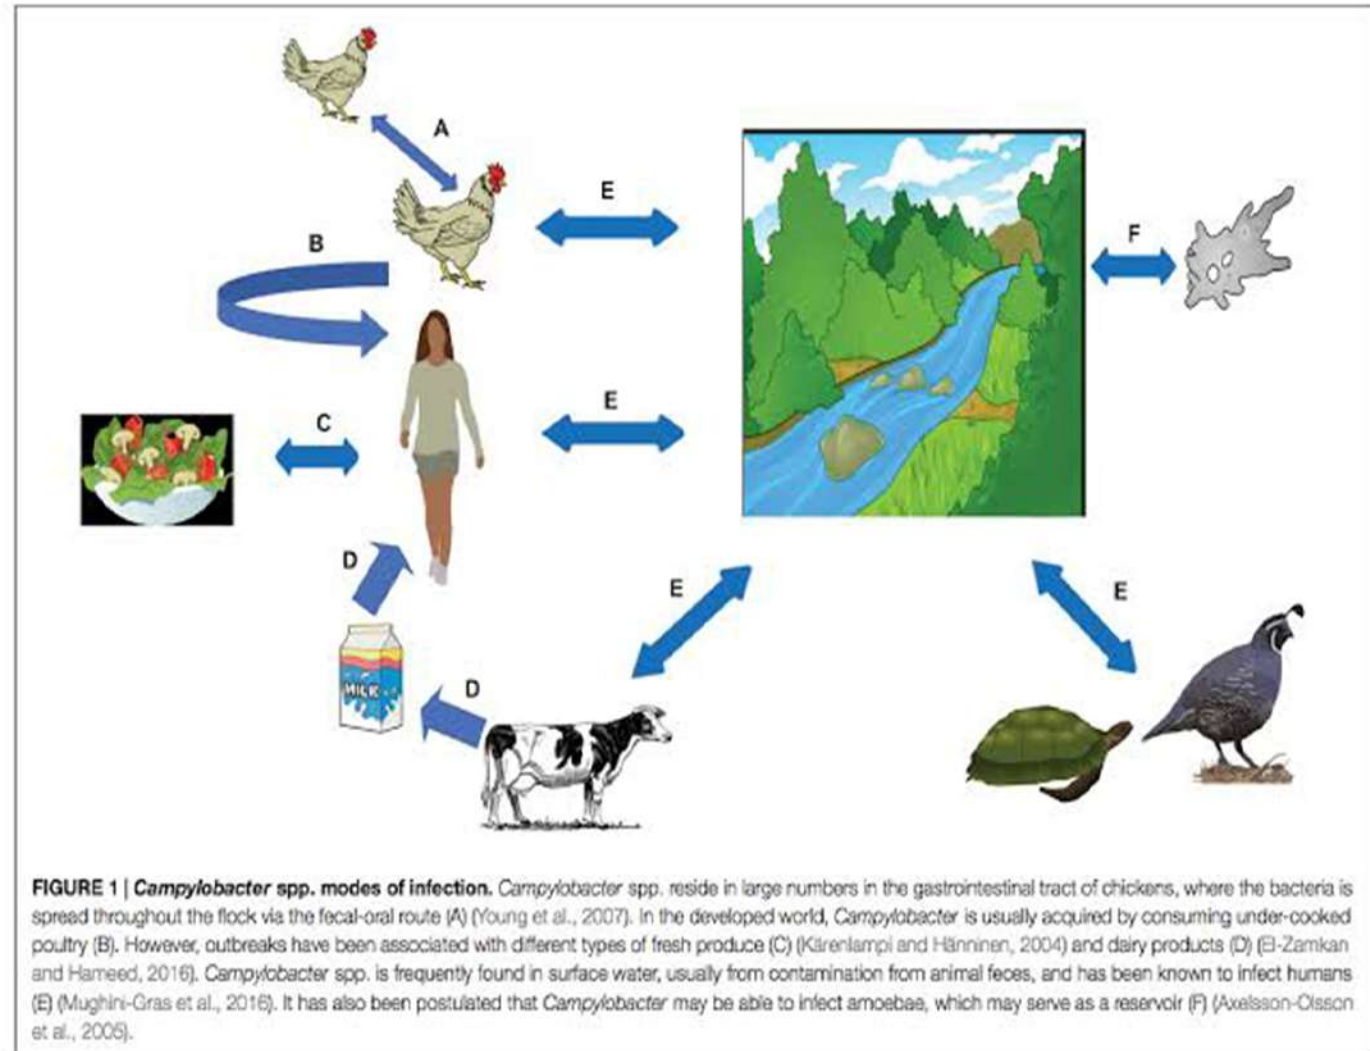 A
E
B
F
E
C
D
E
E
MILK
D
FIGURE 1 | Campylobacter spp. modes of infection. Campylobacter spp. reside in large numbers in the gastrointestinal tract of chickens, where the bacteria is
spread throughout the flock via the fecal-oral route (A) (Young et al., 2007). In the developed world, Campylobacter is usually acquired by consuming under-cooked
poultry (B). However, outbreaks have been associated with different types of fresh produce (C) (Kärenlampi and Hänninen, 2004) and dairy products (D) (El-Zamkan
and Hameed, 2016). Campylobacter spp. is frequently found in surface water, usually from contamination from animal feces, and has been known to infect humans
(E) (Mughini-Gras et al., 2016). It has also been postulated that Campylobacter may be able to infect amoebae, which may serve as a reservoir (F) (Axelsson-Olsson
et al., 2005).